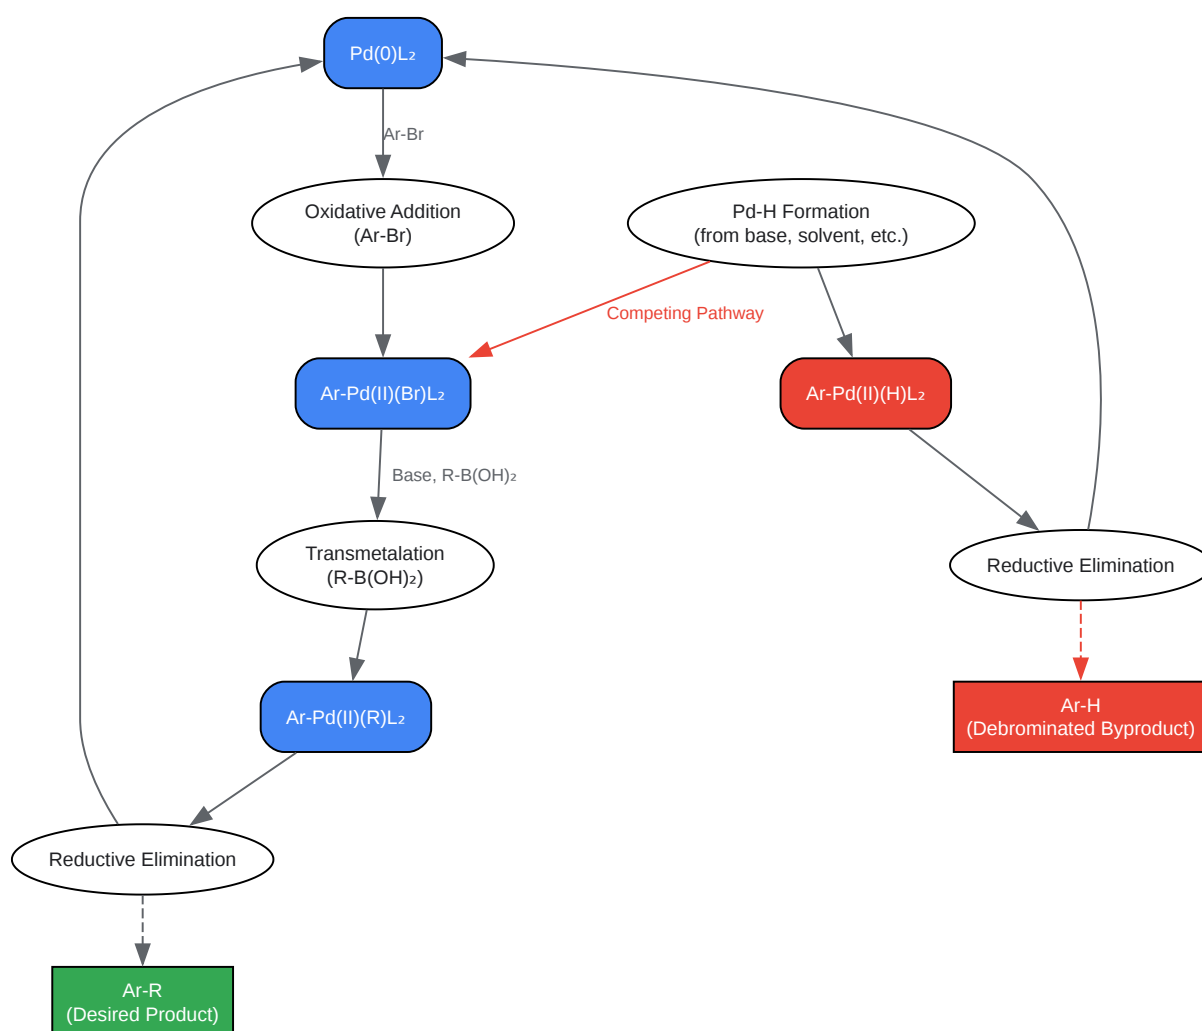 Pd(0)L₂
Ar-Br
Oxidative Addition
(Ar-Br)
Pd-H Formation
(from base, solvent, etc.)
Competing Pathway
Ar-Pd(II)(Br)L₂
Ar-Pd(II)(H)L₂
Base, R-B(OH)₂
Transmetalation
(R-B(OH)₂)
Reductive Elimination
Ar-Pd(II)(R)L₂
Ar-H
(Debrominated Byproduct)
Reductive Elimination
Ar-R
(Desired Product)